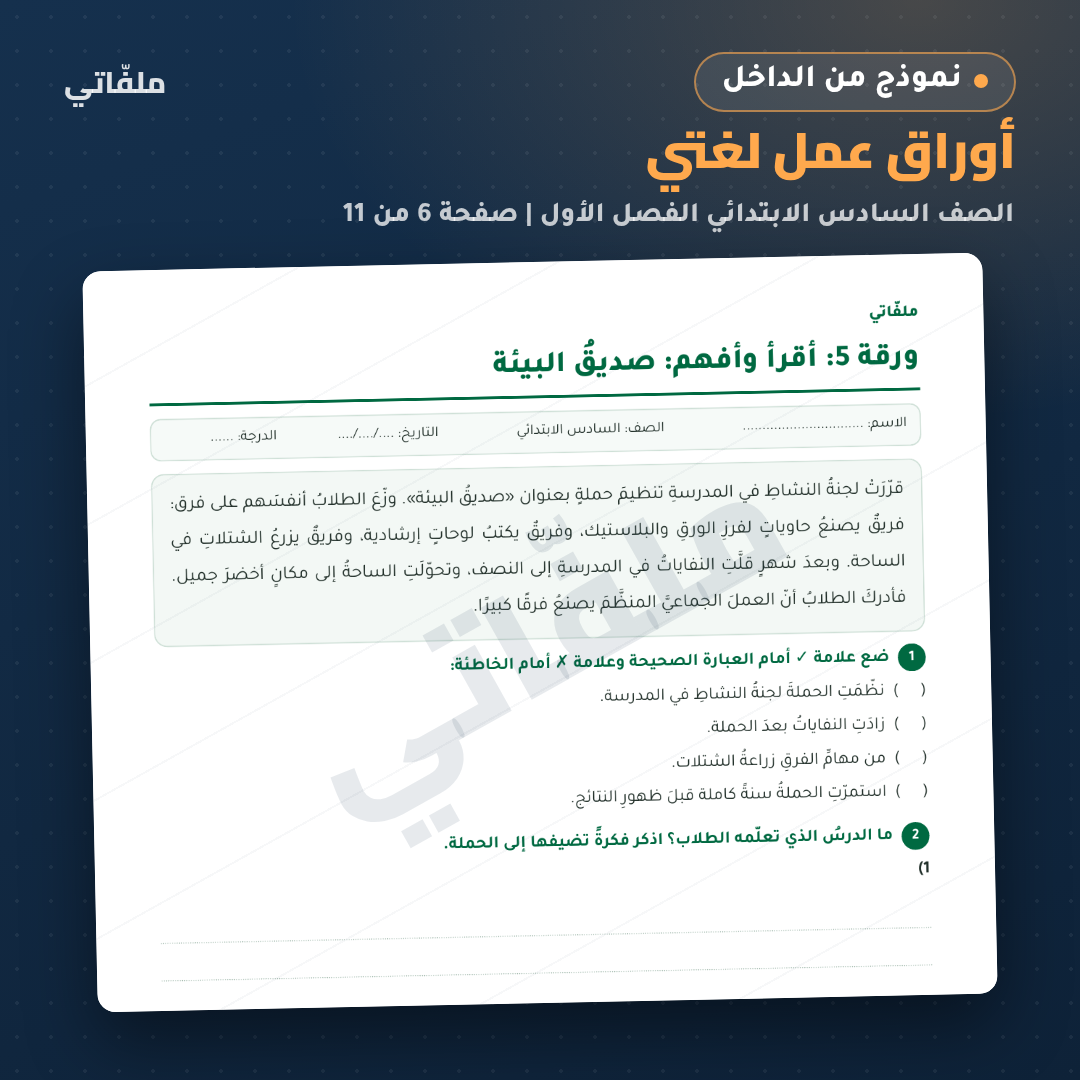 ملفّاتي
نموذج من الداخل
أوراق عمل لغتي
الصف السادس الابتدائي الفصل الأول | صفحة 6 من 11
ملفّاتي
ورقة 5: أقرأ وأفهم: صديقُ البيئة
الاسم: ............................... الصف: السادس الابتدائي التاريخ: ..../..../.... الدرجة: ......
قرّرَتْ لجنةُ النشاطِ في المدرسةِ تنظيمَ حملةٍ بعنوان «صديقُ البيئة». وزّعَ الطلابُ أنفسَهم على فرق:
فريقٌ يصنعُ حاوياتٍ لفرزِ الورقِ والبلاستيك، وفريقٌ يكتبُ لوحاتٍ إرشادية، وفريقٌ يزرعُ الشتلاتِ في
الساحة. وبعدَ شهرٍ قلَّتِ النفاياتُ في المدرسةِ إلى النصف، وتحوّلَتِ الساحةُ إلى مكانٍ أخضرَ جميل.
فأدركَ الطلابُ أنّ العملَ الجماعيَّ المنظَّمَ يصنعُ فرقًا كبيرًا.
1 ضع علامة ✓ أمام العبارة الصحيحة وعلامة ✗ أمام الخاطئة:
( ) نظّمَتِ الحملةَ لجنةُ النشاطِ في المدرسة.
( ) زادَتِ النفاياتُ بعدَ الحملة.
( ) من مهامِّ الفرقِ زراعةُ الشتلات.
( ) استمرّتِ الحملةُ سنةً كاملة قبلَ ظهورِ النتائج.
2 ما الدرسُ الذي تعلّمه الطلاب؟ اذكر فكرةً تضيفها إلى الحملة.
1)
ملفّاتي